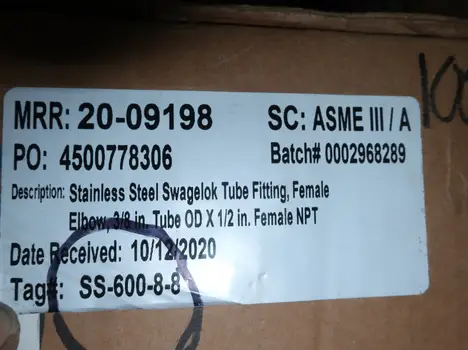 MRR: 20-09198 SC: ASME III / A
PO: 4500778306 Batch# 0002968289
Description: Stainless Steel Swagelok Tube Fitting, Female
Elbow, 3/8 in. Tube OD X 1/2 in. Female NPT
Date Received: 10/12/2020
Tag#: SS-600-8-8